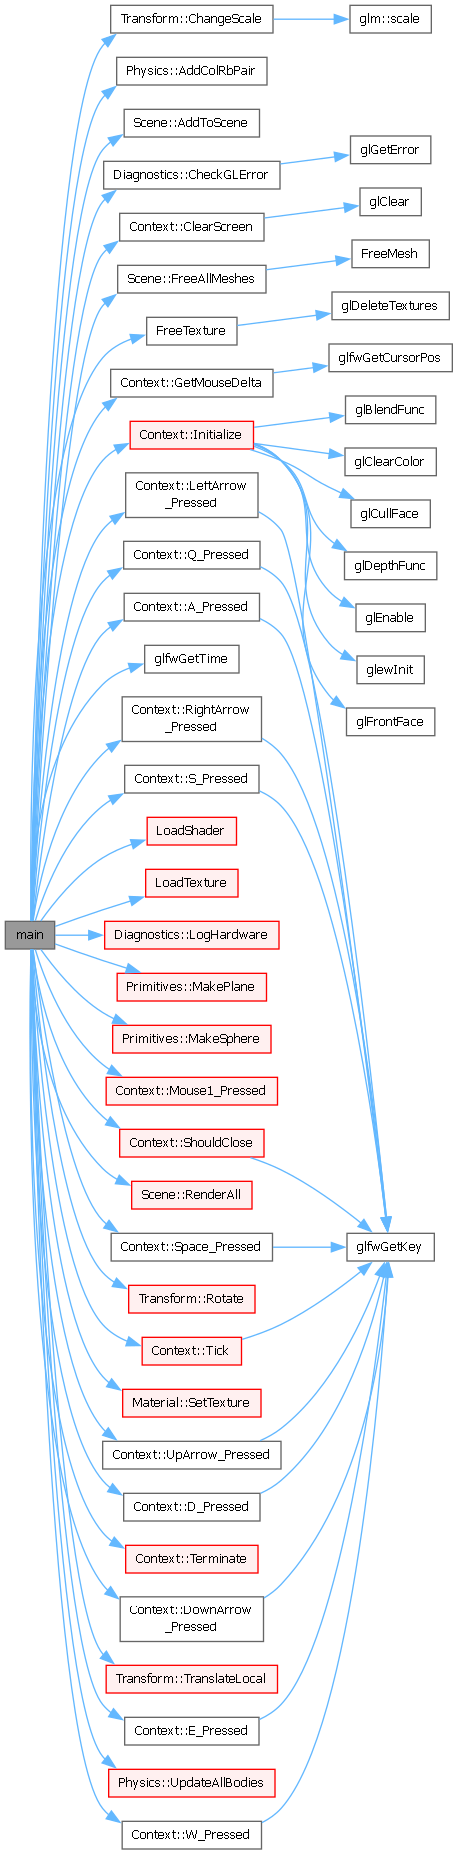 Transform::ChangeScale
glm::scale
Physics::AddColRbPair
Scene::AddToScene
Diagnostics::CheckGLError
glGetError
Context::ClearScreen
glClear
Scene::FreeAllMeshes
FreeMesh
FreeTexture
glDeleteTextures
Context::GetMouseDelta
glfwGetCursorPos
Context::Initialize
glBlendFunc
glClearColor
glCullFace
glDepthFunc
glEnable
glewInit
glFrontFace
Context::LeftArrow
_Pressed
Context::Q_Pressed
Context::A_Pressed
glfwGetTime
Context::RightArrow
_Pressed
Context::S_Pressed
LoadShader
LoadTexture
main
Diagnostics::LogHardware
Primitives::MakePlane
Primitives::MakeSphere
Context::Mouse1_Pressed
Context::ShouldClose
Scene::RenderAll
Context::Space_Pressed
glfwGetKey
Transform::Rotate
Context::Tick
Material::SetTexture
Context::UpArrow_Pressed
Context::D_Pressed
Context::Terminate
Context::DownArrow
_Pressed
Transform::TranslateLocal
Context::E_Pressed
Physics::UpdateAllBodies
Context::W_Pressed